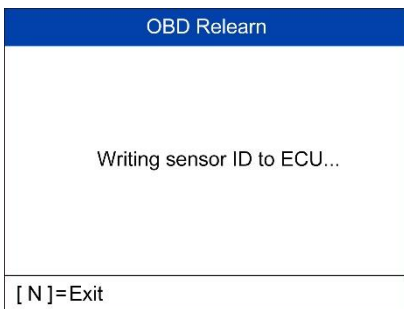 OBD Relearn
Writing sensor ID to ECU...
[ N ]=Exit